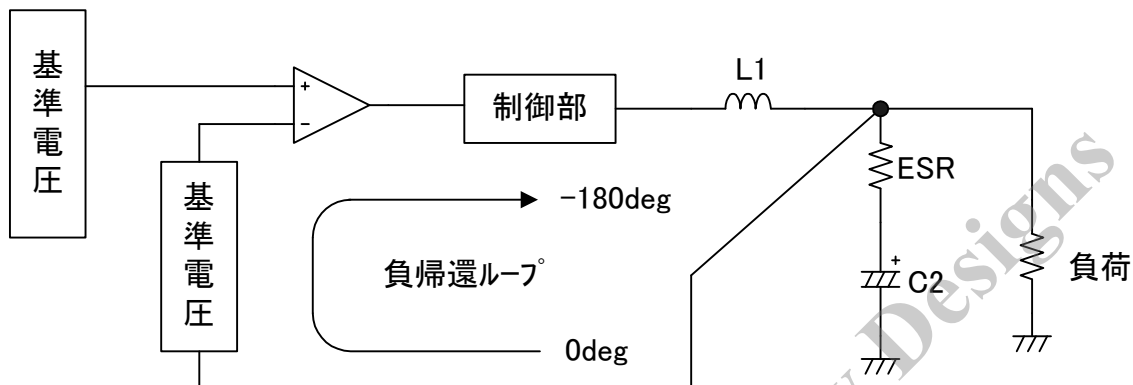 基準電圧
+
−
制御部
L1
ESR
−180deg
基準電圧
負帰還ループ
+
C2
負荷
0deg
Designs